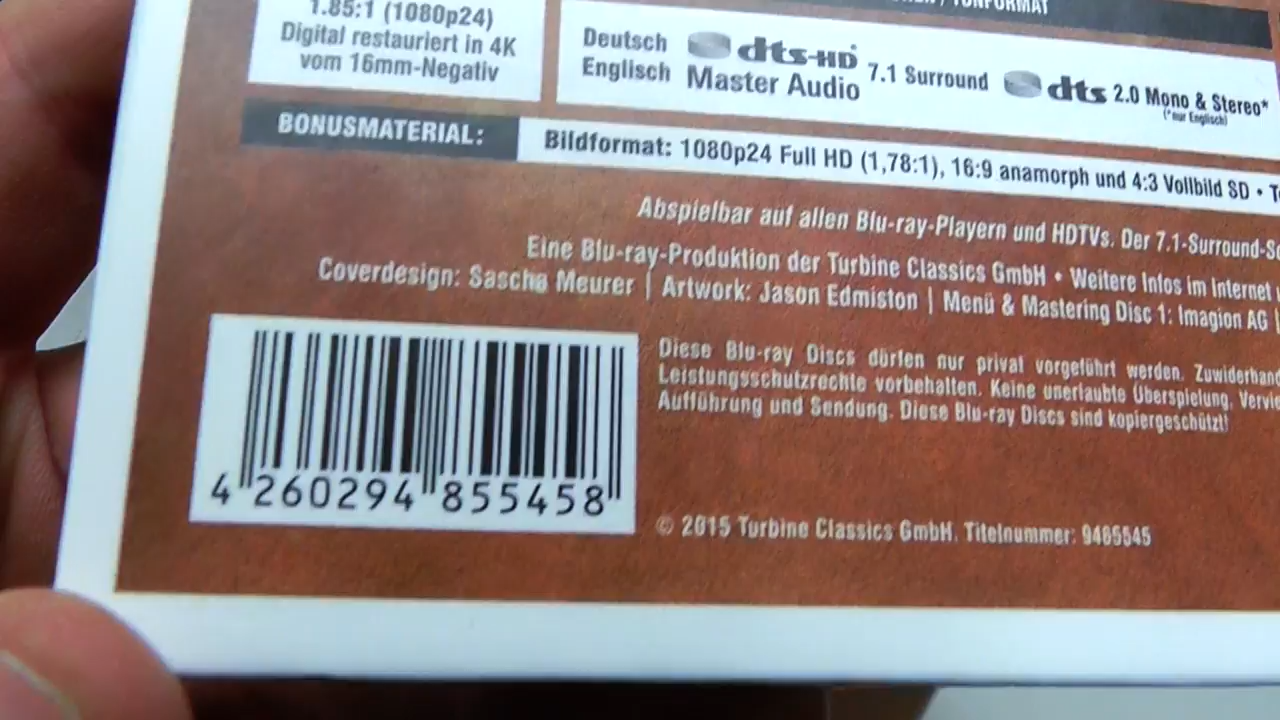 TONFORMAT
1.85:1 (1080p24)
Digital restauriert in 4K
vom 16mm-Negativ
Deutsch
Englisch
dts-HD
Master Audio
7.1 Surround
dts
2.0 Mono & Stereo*
(*nur Englisch)
BONUSMATERIAL:
Bildformat: 1080p24 Full HD (1,78:1), 16:9 anamorph und 4:3 Vollbild SD •
Abspielbar auf allen Blu-ray-Playern und HDTVs. Der 7.1-Surround-
Eine Blu-ray-Produktion der Turbine Classics GmbH • Weitere Infos im Internet
Coverdesign: Sascha Meurer | Artwork: Jason Edmiston | Menü & Mastering Disc 1: Imagion AG
Diese Blu-ray Discs dürfen nur privat vorgeführt werden. Zuwiderhand
Leistungsschutzrechte vorbehalten. Keine unerlaubte Überspielung,
Aufführung und Sendung. Diese Blu-ray Discs sind kopiergeschützt!
4 260294 855458
© 2015 Turbine Classics GmbH. Titelnummer: 9485545